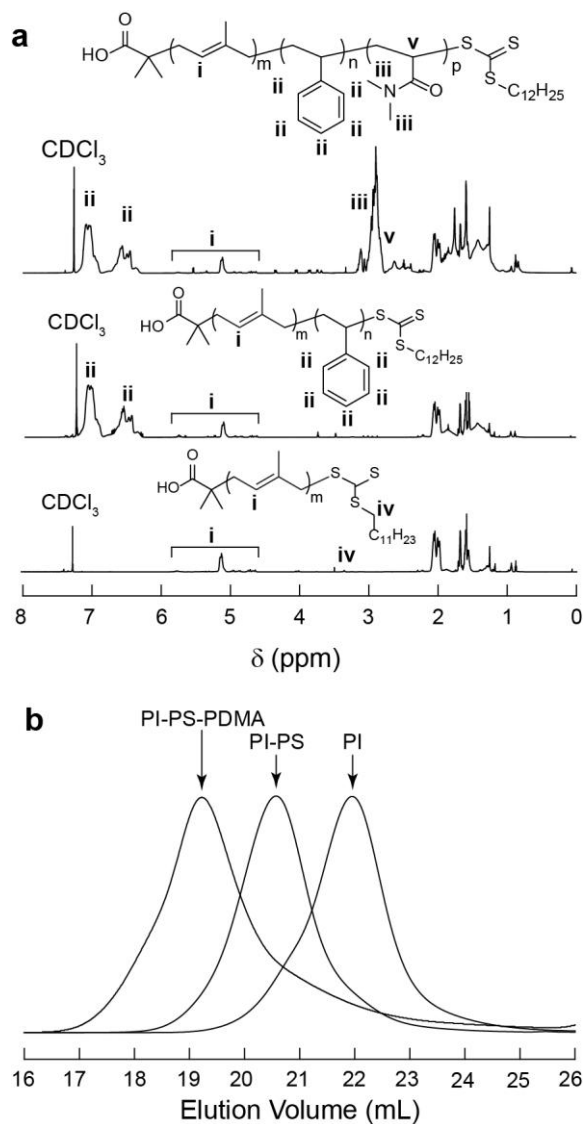 a
HO O m n p S S S C12H25
i ii ii ii ii ii iii N O iii v
CDCl3
ii ii i iii v
HO O m n S S S C12H25
i ii ii ii ii ii
CDCl3
ii ii i
HO O m S S S C11H23
i iv
CDCl3
i iv
8 7 6 5 4 3 2 1 0
δ (ppm)
b
PI-PS-PDMA
PI-PS PI
16 17 18 19 20 21 22 23 24 25 26
Elution Volume (mL)